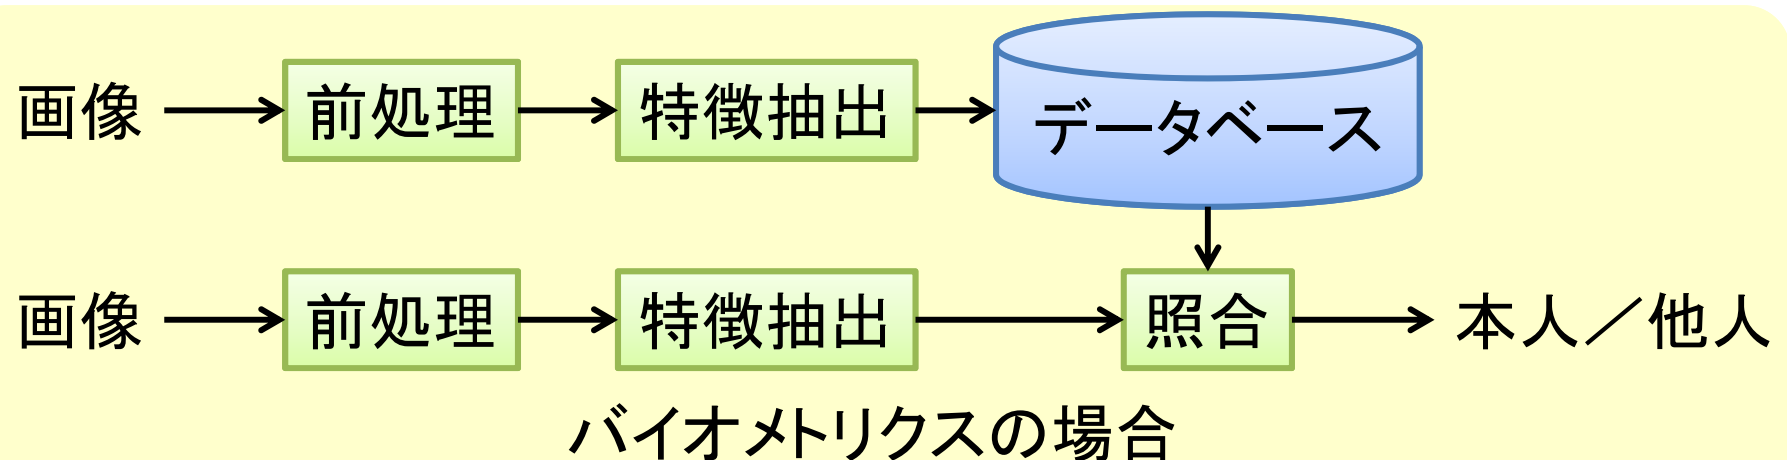 画像 前処理 特徴抽出 データベース
画像 前処理 特徴抽出 照合 本人／他人
バイオメトリクスの場合